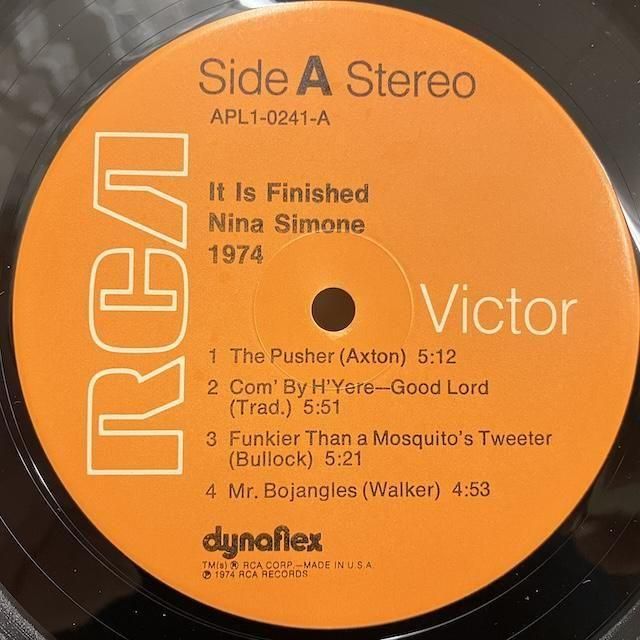 Side A Stereo
APL1-0241-A
It Is Finished
Nina Simone
1974
RCA
Victor
1 The Pusher (Axton) 5:12
2 Com' By H'Yere—Good Lord
(Trad.) 5:51
3 Funkier Than a Mosquito's Tweeter
(Bullock) 5:21
4 Mr. Bojangles (Walker) 4:53
dynaflex
TM(s) ® RCA CORP.—MADE IN U.S.A.
℗ 1974 RCA RECORDS